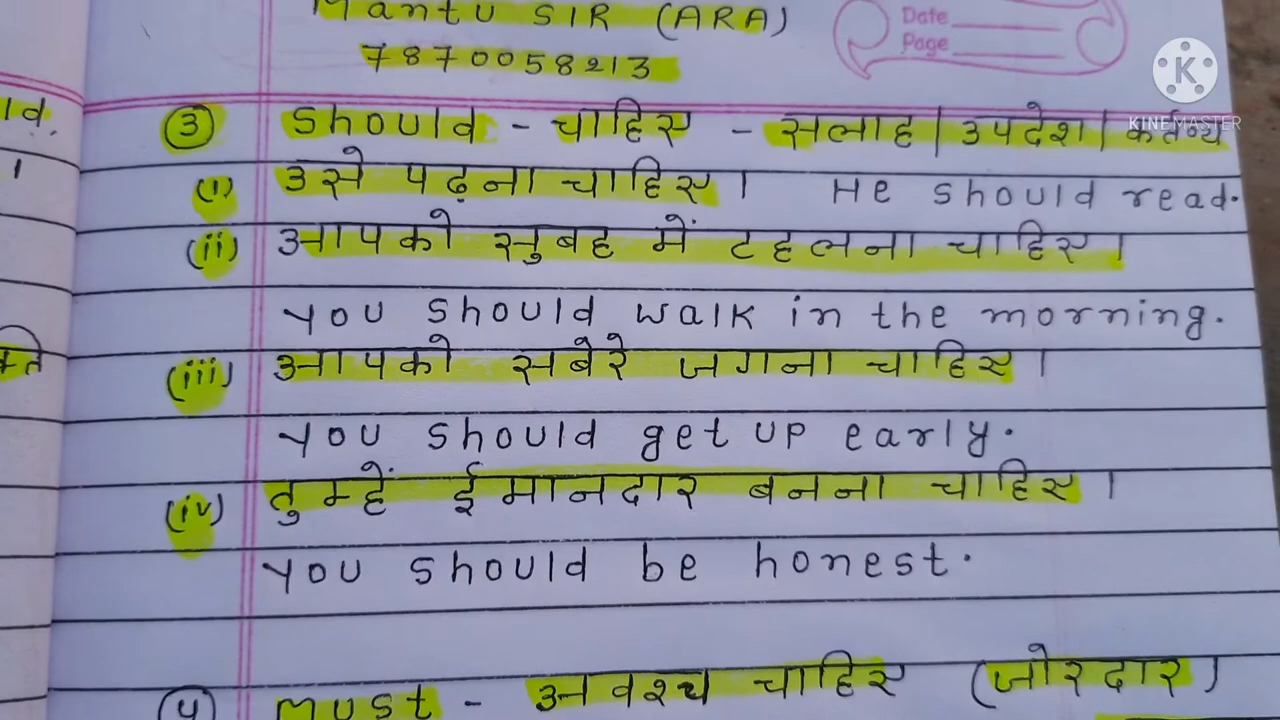 Mantu SIR (ARA)
7870058213
Date
Page
KINEMASTER
③ Should - चाहिए - सलाह | उपदेश | कर्तव्य
(i) उसे पढ़ना चाहिए। He should read.
(ii) आपको सुबह में टहलना चाहिए।
You should walk in the morning.
(iii) आपको सबेरे जगना चाहिए।
You should get up early.
(iv) तुम्हें ईमानदार बनना चाहिए।
You should be honest.
④ Must - अवश्य चाहिए (जोरदार)